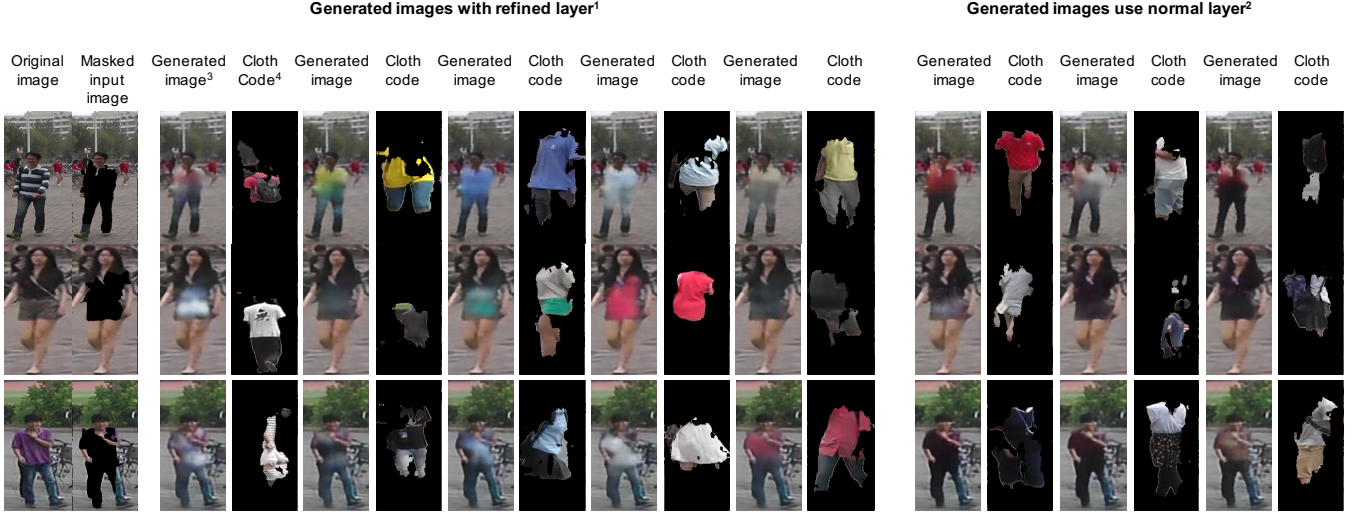 Generated images with refined layer¹
Generated images use normal layer²
Original image
Masked input image
Generated image³
Cloth Code⁴
Generated image
Cloth code
Generated image
Cloth code
Generated image
Cloth code
Generated image
Cloth code
Generated image
Cloth code
Generated image
Cloth code
Generated image
Cloth code